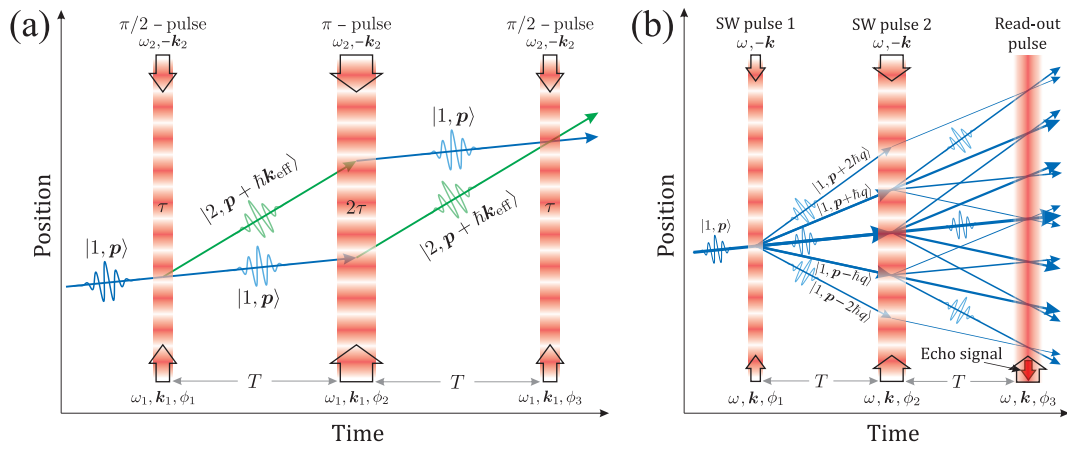 (a)
π/2 – pulse
ω₂,-k₂
π – pulse
ω₂,-k₂
π/2 – pulse
ω₂,-k₂
|1, p⟩
|2, p + ħk_eff⟩
|1, p⟩
|1, p⟩
|2, p + ħk_eff⟩
τ
2τ
τ
T
T
ω₁, k₁, ϕ₁
ω₁, k₁, ϕ₂
ω₁, k₁, ϕ₃
Position
Time
(b)
SW pulse 1
ω,-k
SW pulse 2
ω,-k
Read-out
pulse
|1, p⟩
|1, p+2ħq⟩
|1, p+ħq⟩
|1, p−ħq⟩
|1, p−2ħq⟩
Echo signal
T
T
ω, k, ϕ₁
ω, k, ϕ₂
ω, k, ϕ₃
Position
Time